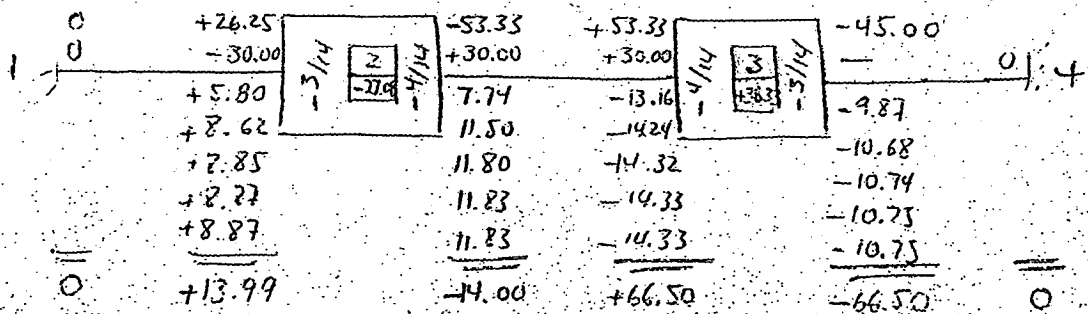 0 +26.25 -53.33 +53.33 -45.00
0 -30.00 +30.00 +30.00 —
1 -3/14 2 -4/14 -4/14 3 -3/14 0 4
+5.80 7.74 -13.16 -9.87
+8.62 11.50 -14.24 -10.68
+8.85 11.80 -14.32 -10.74
+8.87 11.83 -14.33 -10.75
+8.87 11.83 -14.33 -10.75
0 +13.99 -14.00 +66.50 -66.50 0